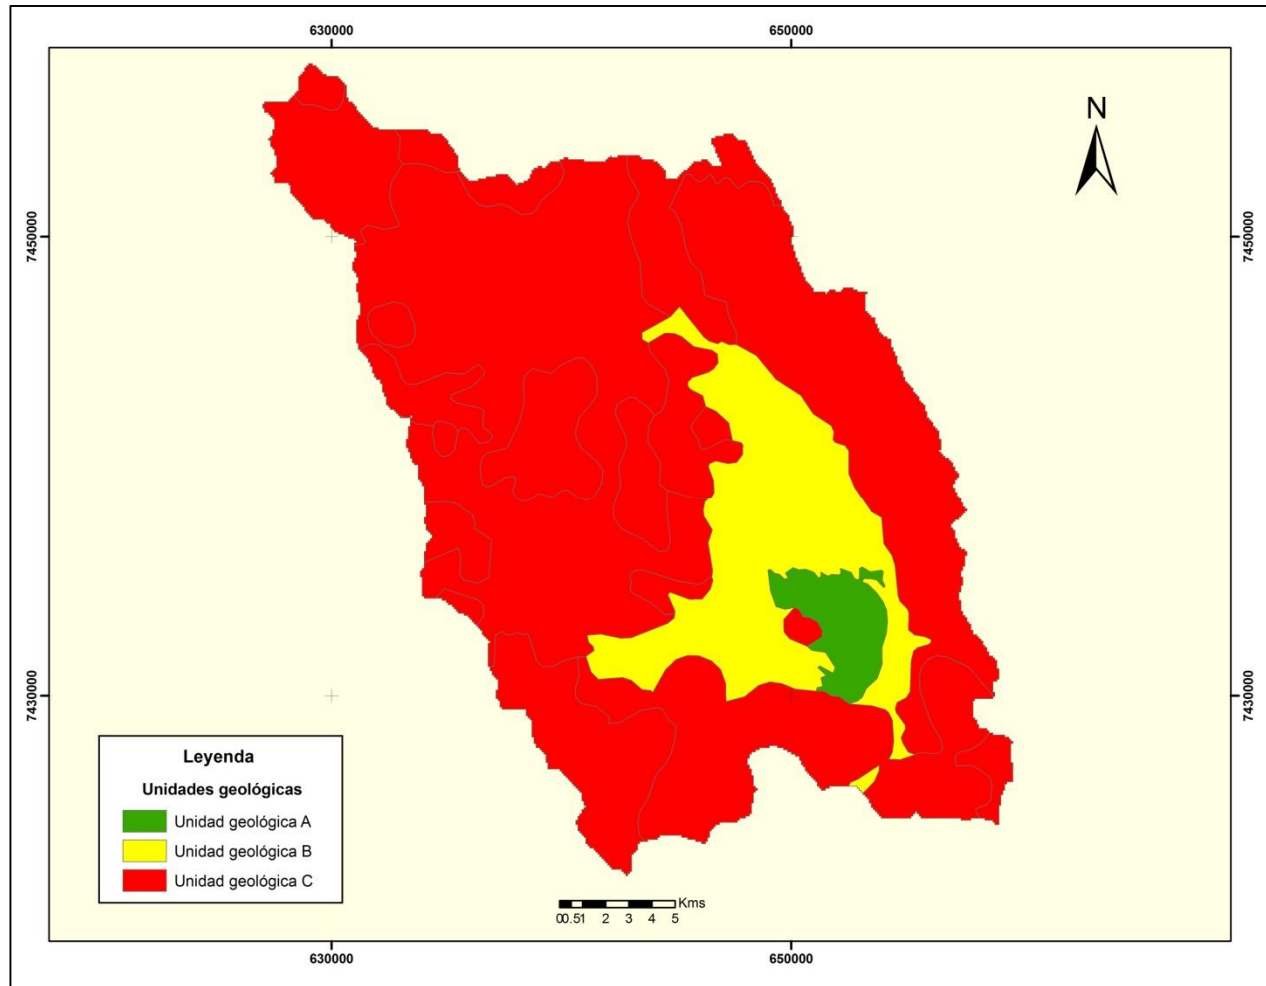 630000 650000
N
7450000 7450000
7430000 7430000
Leyenda
Unidades geológicas
Unidad geológica A
Unidad geológica B
Unidad geológica C
Kms
00.51 2 3 4 5
630000 650000